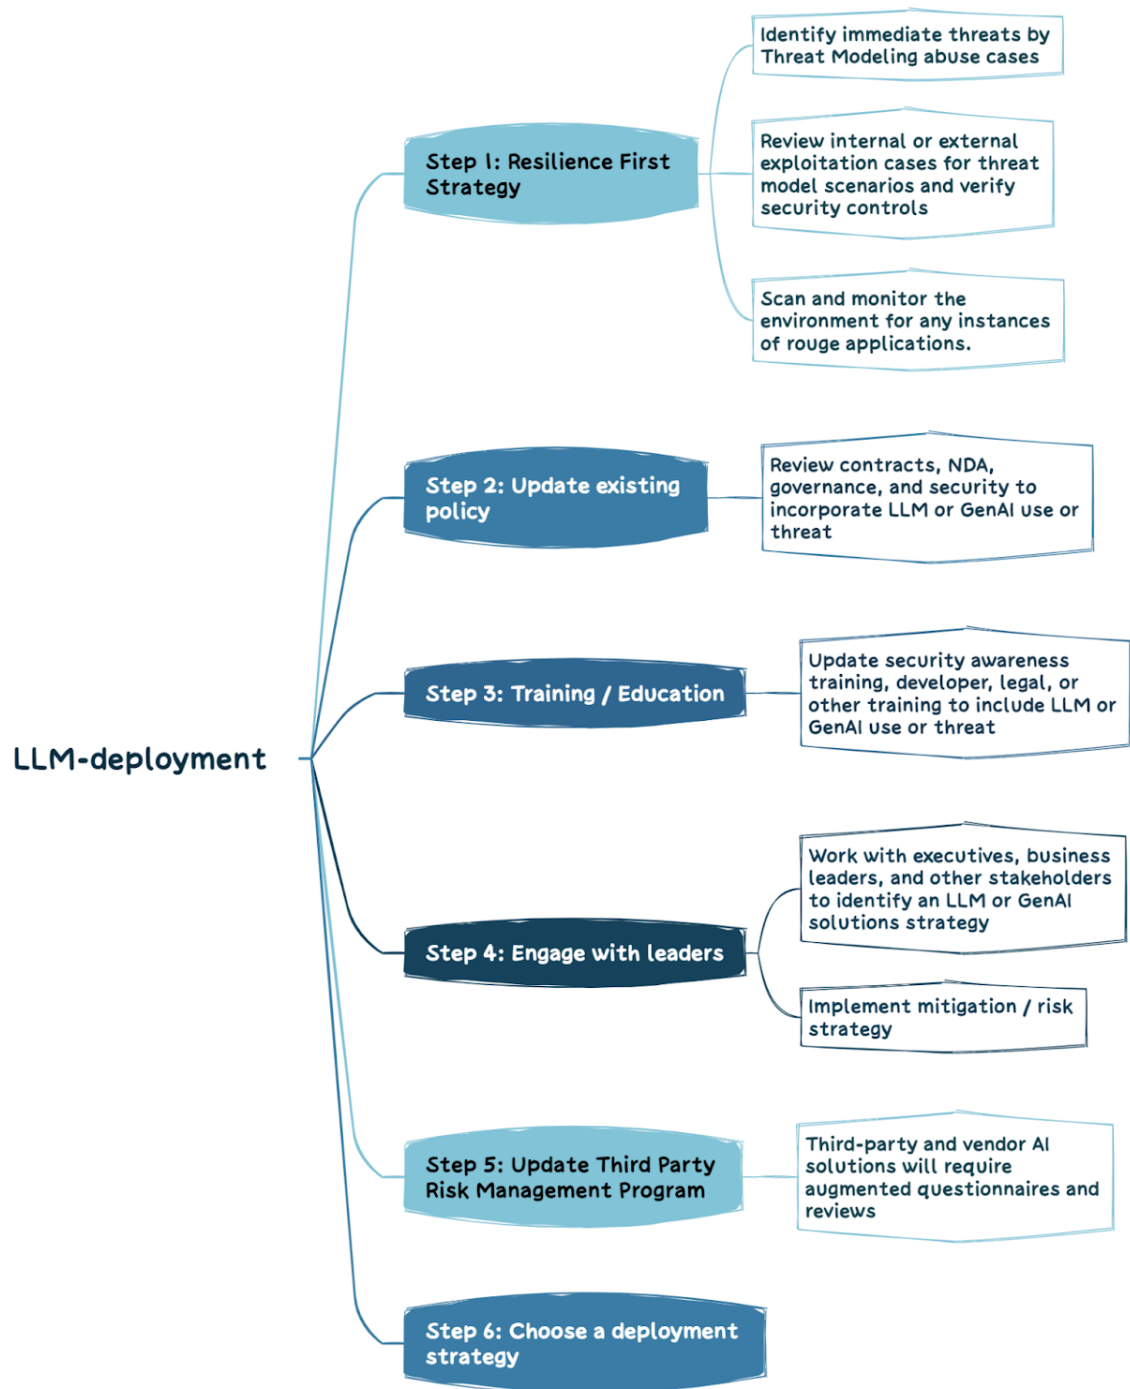 Identify immediate threats by
Threat Modeling abuse cases
Step 1: Resilience First
Strategy
Review internal or external
exploitation cases for threat
model scenarios and verify
security controls
Scan and monitor the
environment for any instances
of rouge applications.
Step 2: Update existing
policy
Review contracts, NDA,
governance, and security to
incorporate LLM or GenAI use or
threat
Step 3: Training / Education
Update security awareness
training, developer, legal, or
other training to include LLM or
GenAI use or threat
LLM-deployment
Step 4: Engage with leaders
Work with executives, business
leaders, and other stakeholders
to identify an LLM or GenAI
solutions strategy
Implement mitigation / risk
strategy
Step 5: Update Third Party
Risk Management Program
Third-party and vendor AI
solutions will require
augmented questionnaires and
reviews
Step 6: Choose a deployment
strategy